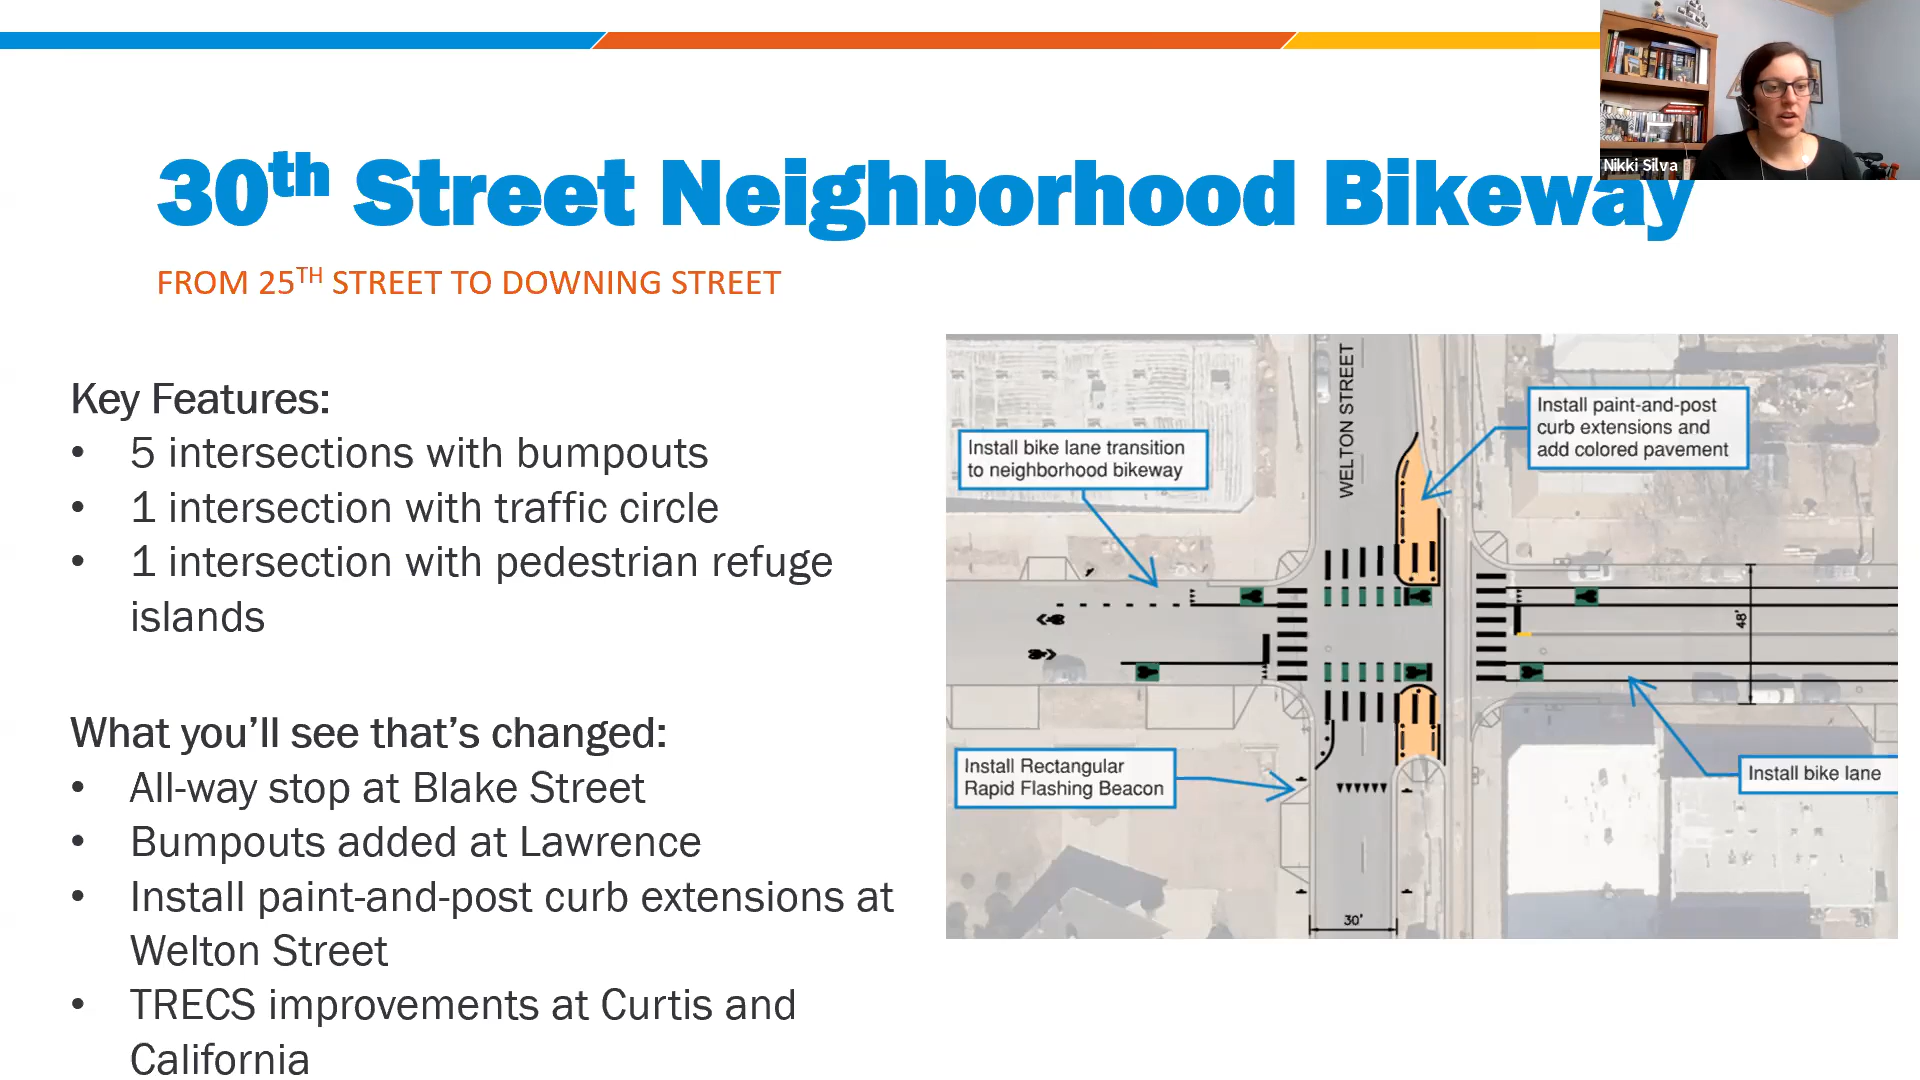 Nikki Silva
30th Street Neighborhood Bikeway
FROM 25TH STREET TO DOWNING STREET
Key Features:
• 5 intersections with bumpouts
• 1 intersection with traffic circle
• 1 intersection with pedestrian refuge
islands
What you’ll see that’s changed:
• All-way stop at Blake Street
• Bumpouts added at Lawrence
• Install paint-and-post curb extensions at
Welton Street
• TRECS improvements at Curtis and
California
WELTON STREET
Install paint-and-post
curb extensions and
add colored pavement
Install bike lane transition
to neighborhood bikeway
48'
Install Rectangular
Rapid Flashing Beacon
Install bike lane
30'